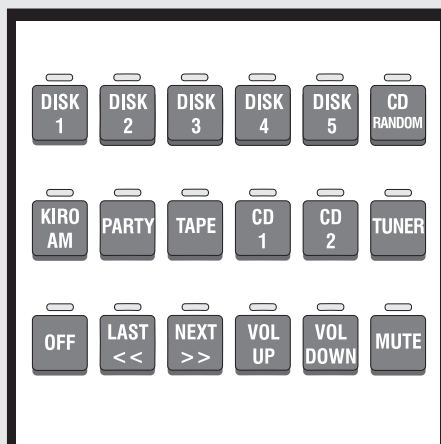 DISK 1
DISK 2
DISK 3
DISK 4
DISK 5
CD RANDOM
KIRO AM
PARTY
TAPE
CD 1
CD 2
TUNER
OFF
LAST <<
NEXT >>
VOL UP
VOL DOWN
MUTE